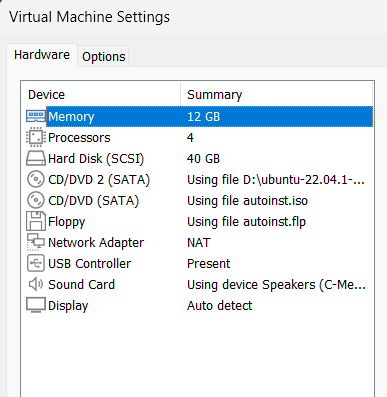 Virtual Machine Settings
Hardware Options
Device Summary
Memory 12 GB
Processors 4
Hard Disk (SCSI) 40 GB
CD/DVD 2 (SATA) Using file D:\ubuntu-22.04.1-...
CD/DVD (SATA) Using file autoinst.iso
Floppy Using file autoinst.flp
Network Adapter NAT
USB Controller Present
Sound Card Using device Speakers (C-Me...
Display Auto detect